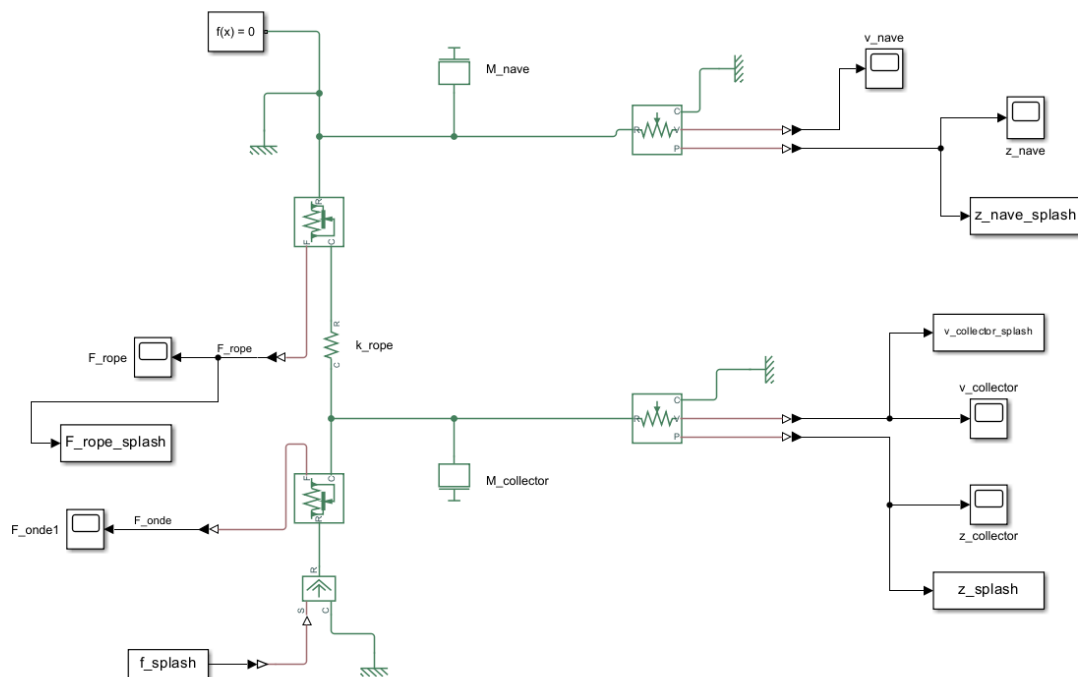 f(x) = 0
M_nave
v_nave
C
R
V
P
z_nave
z_nave_splash
R
F
C
R
k_rope
C
F_rope
F_rope
F_rope_splash
C
R
V
P
v_collector_splash
v_collector
M_collector
F
C
R
F_onde1
F_onde
z_collector
z_splash
R
S
C
f_splash